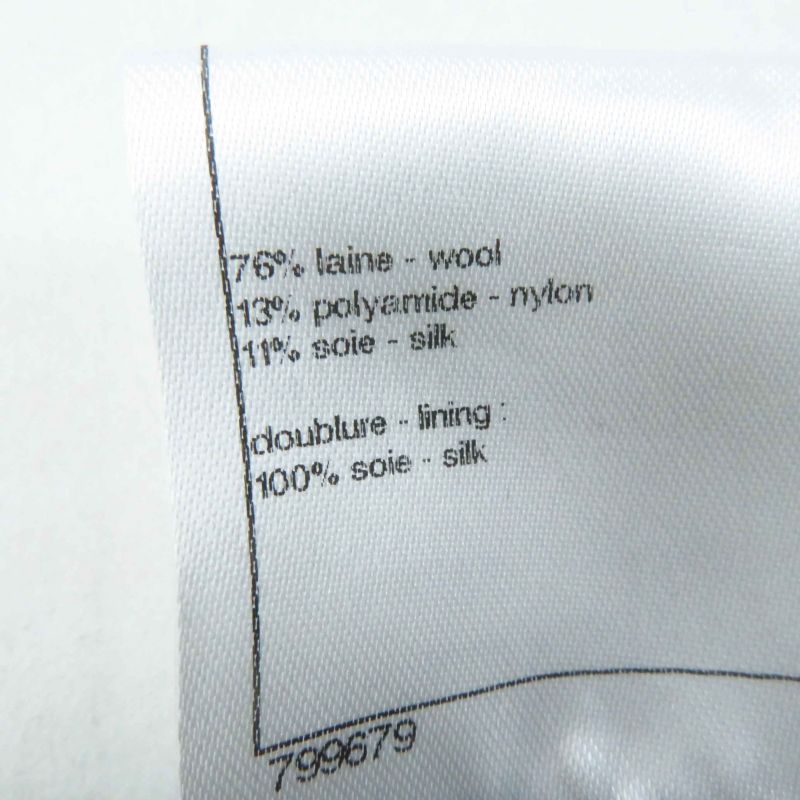 76% laine - wool
13% polyamide - nylon
11% soie - silk
doublure - lining :
100% soie - silk
799679